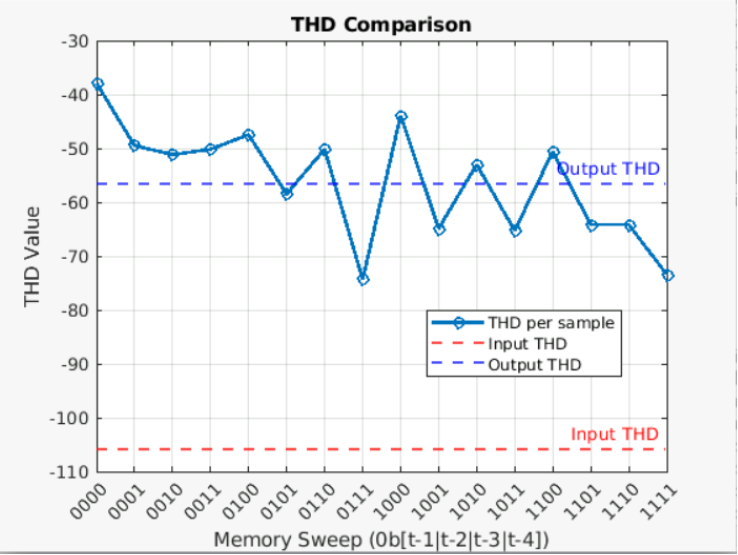 THD Comparison
-30
-40
-50
-60
-70
-80
-90
-100
-110
THD Value
Output THD
THD per sample
Input THD
Output THD
Input THD
0000 0001 0010 0011 0100 0101 0110 0111 1000 1001 1010 1011 1100 1101 1110 1111
Memory Sweep (0b[t-1|t-2|t-3|t-4])